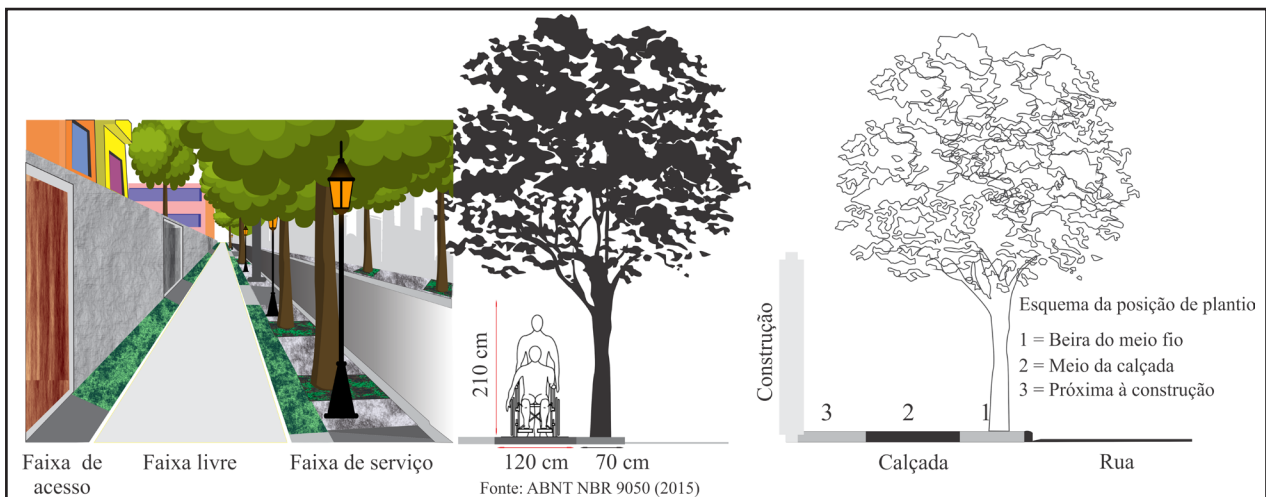 Faixa de
acesso
Faixa livre
Faixa de serviço
210 cm
120 cm
70 cm
Fonte: ABNT NBR 9050 (2015)
Construção
Esquema da posição de plantio
1 = Beira do meio fio
2 = Meio da calçada
3 = Próxima à construção
3
2
1
Calçada
Rua